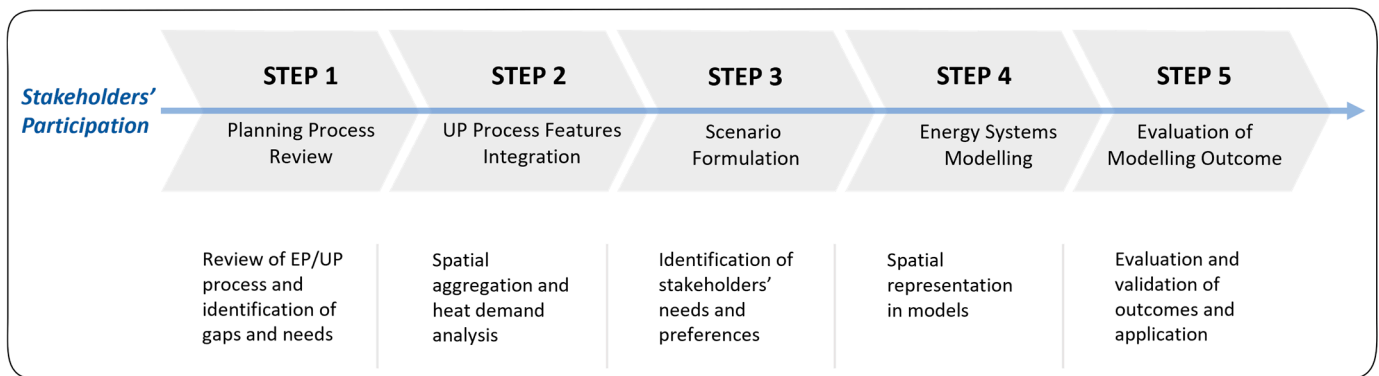 Stakeholders'
Participation
STEP 1
Planning Process
Review
STEP 2
UP Process Features
Integration
STEP 3
Scenario
Formulation
STEP 4
Energy Systems
Modelling
STEP 5
Evaluation of
Modelling Outcome
Review of EP/UP
process and
identification of
gaps and needs
Spatial
aggregation and
heat demand
analysis
Identification of
stakeholders'
needs and
preferences
Spatial
representation
in models
Evaluation and
validation of
outcomes and
application